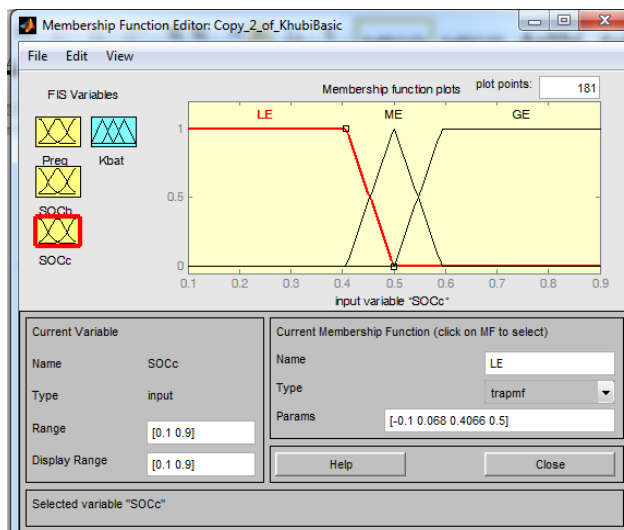 Membership Function Editor: Copy_2_of_KhubiBasic
File Edit View
FIS Variables
Membership function plots plot points: 181
LE ME GE
Preq Kbat
SOCb
SOCc
1
0.5
0
0.1 0.2 0.3 0.4 0.5 0.6 0.7 0.8 0.9
input variable "SOCc"
Current Variable
Name SOCc
Type input
Range [0.1 0.9]
Display Range [0.1 0.9]
Current Membership Function (click on MF to select)
Name LE
Type trapmf
Params [-0.1 0.068 0.4066 0.5]
Help Close
Selected variable "SOCc"